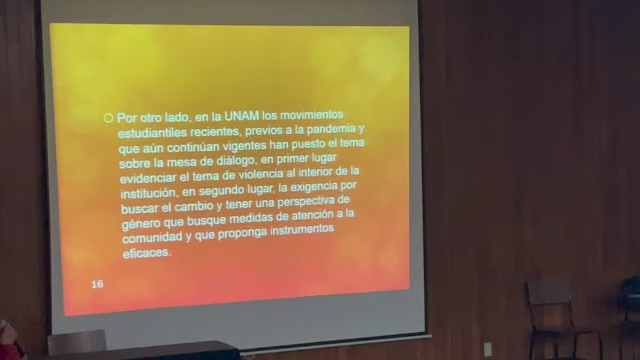 Por otro lado, en la UNAM los movimientos
estudiantiles recientes, previos a la pandemia y
que aún continúan vigentes han puesto el tema
sobre la mesa de diálogo, en primer lugar
evidenciar el tema de violencia al interior de la
institución, en segundo lugar, la exigencia por
buscar el cambio y tener una perspectiva de
género que busque medidas de atención a la
comunidad y que proponga instrumentos
eficaces.
16